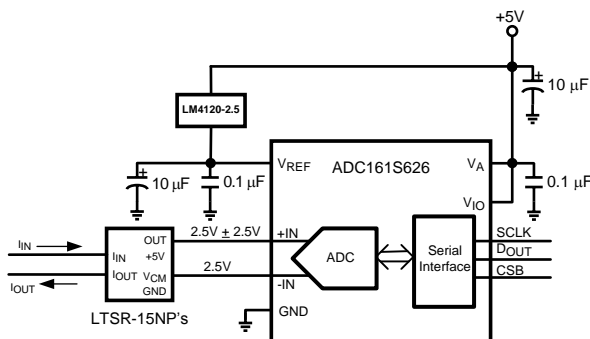 +5V
+
10 µF
LM4120-2.5
+
10 µF
0.1 µF
VREF
ADC161S626
VA
VIO
0.1 µF
IIN
IOUT
IIN
IOUT
OUT
+5V
VCM
GND
LTSR-15NP's
2.5V ± 2.5V
2.5V
+IN
-IN
GND
ADC
Serial
Interface
SCLK
DOUT
CSB